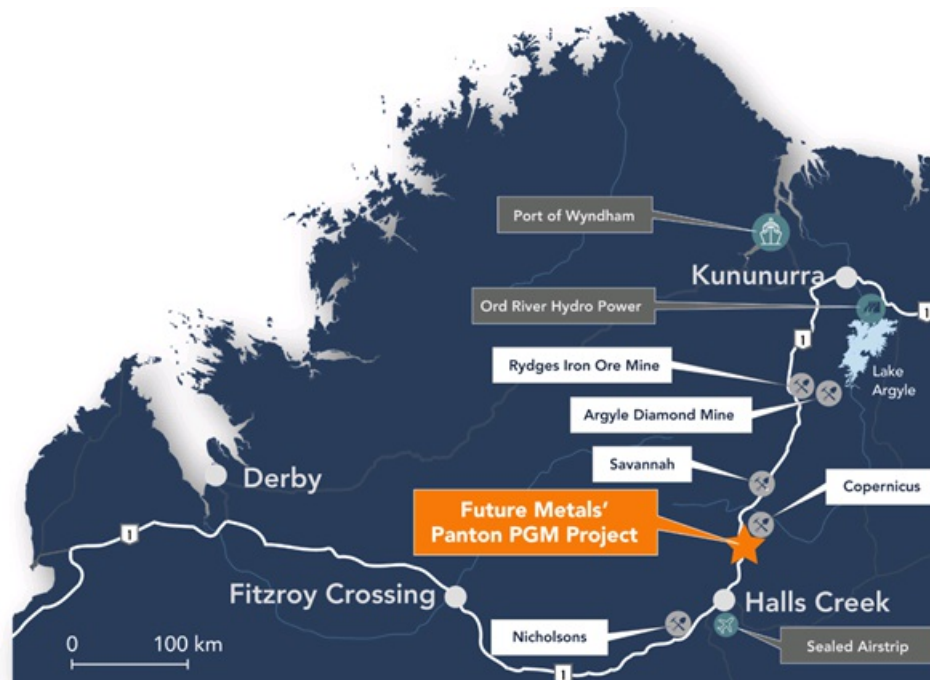 Port of Wyndham
Kununurra
Ord River Hydro Power
1
1
Rydges Iron Ore Mine
Lake
Argyle
Argyle Diamond Mine
Savannah
Derby
Copernicus
Future Metals'
Panton PGM Project
1
Fitzroy Crossing
Halls Creek
Nicholsons
Sealed Airstrip
0 100 km
1